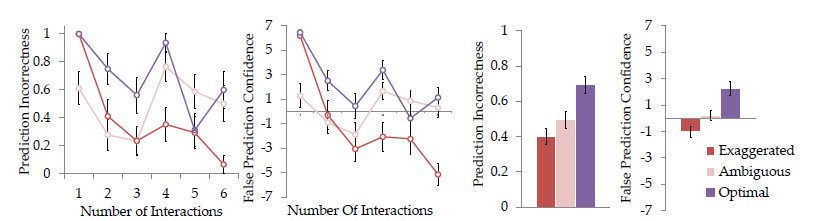 Prediction Incorrectness
1
0.8
0.6
0.4
0.2
0
1 2 3 4 5 6
Number of Interactions
False Prediction Confidence
7
5
3
1
-1
-3
-5
-7
Number Of Interactions
Prediction Incorrectness
1
0.8
0.6
0.4
0.2
0
False Prediction Confidence
7
5
3
1
-1
-3
-5
-7
Exaggerated
Ambiguous
Optimal